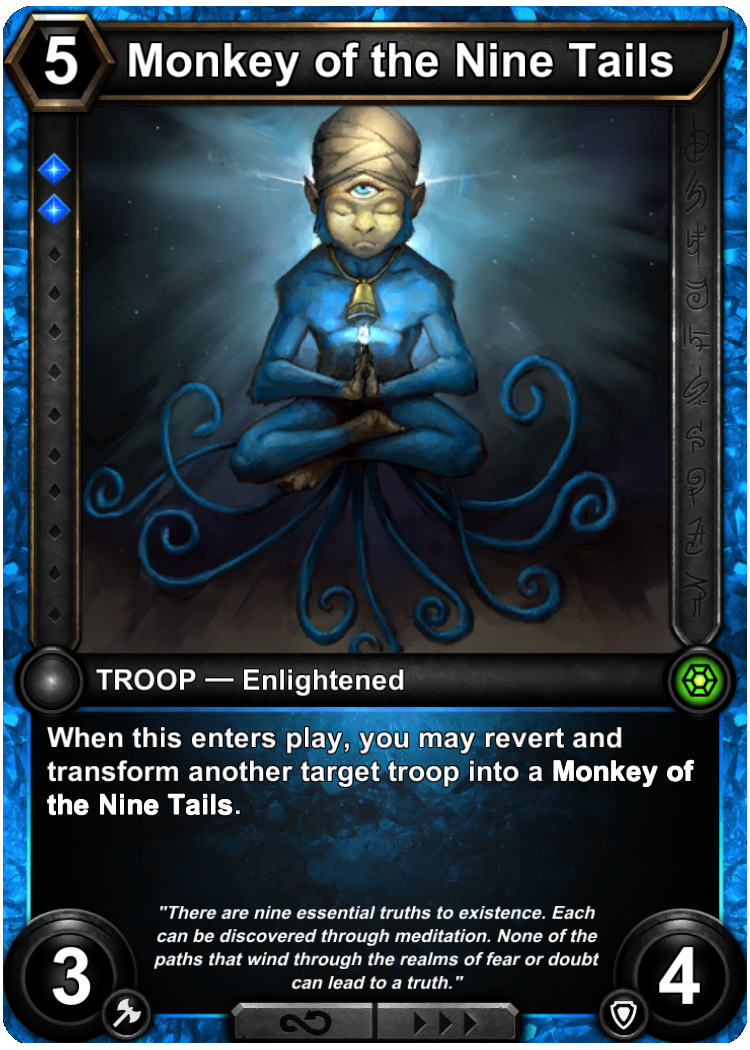 5
Monkey of the Nine Tails
TROOP — Enlightened
When this enters play, you may revert and
transform another target troop into a Monkey of
the Nine Tails.
"There are nine essential truths to existence. Each
can be discovered through meditation. None of the
paths that wind through the realms of fear or doubt
can lead to a truth."
3
4